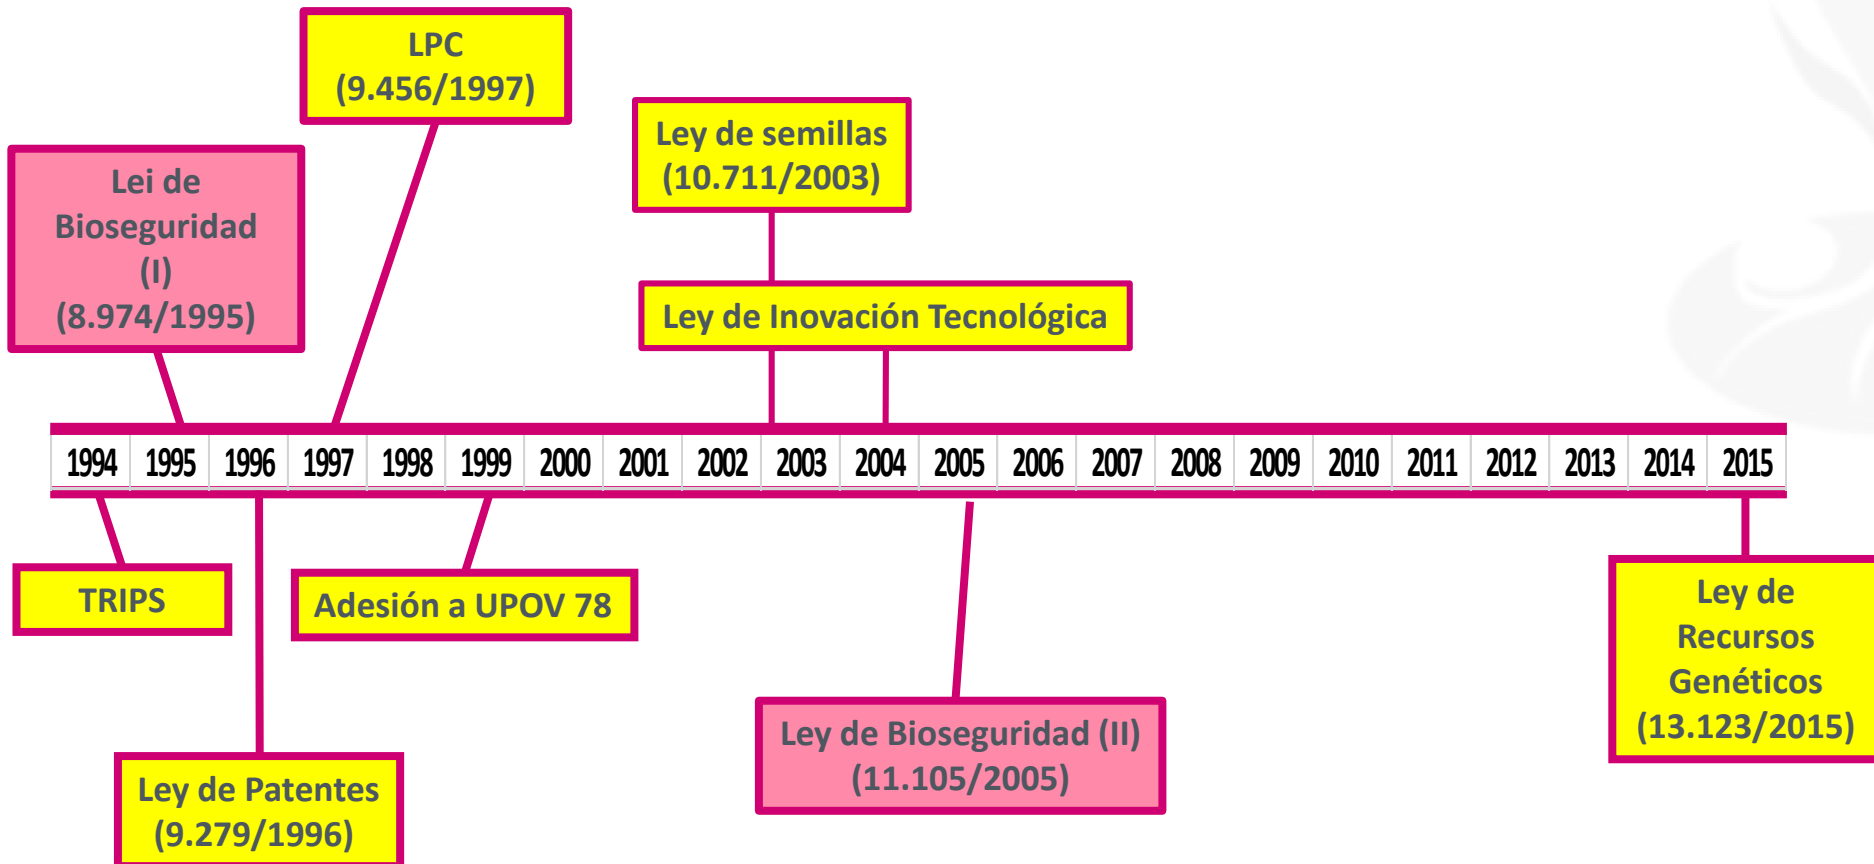 LPC
(9.456/1997)
Lei de
Bioseguridad
(I)
(8.974/1995)
Ley de semillas
(10.711/2003)
Ley de Inovación Tecnológica
1994 1995 1996 1997 1998 1999 2000 2001 2002 2003 2004 2005 2006 2007 2008 2009 2010 2011 2012 2013 2014 2015
TRIPS
Adesión a UPOV 78
Ley de Patentes
(9.279/1996)
Ley de Bioseguridad (II)
(11.105/2005)
Ley de
Recursos
Genéticos
(13.123/2015)